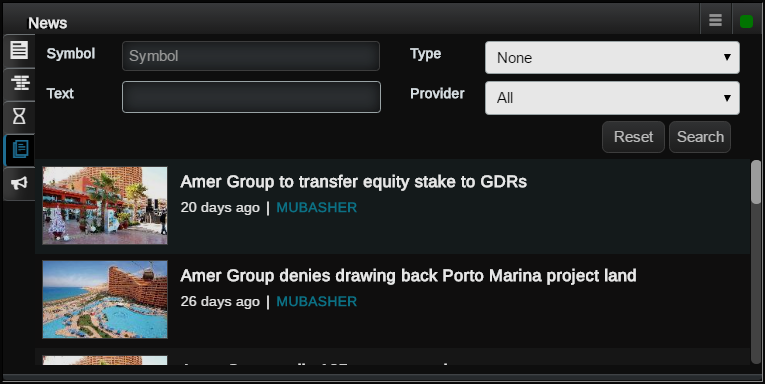 News
Symbol Symbol Type None
Text Provider All
Reset Search
Amer Group to transfer equity stake to GDRs
20 days ago | MUBASHER
Amer Group denies drawing back Porto Marina project land
26 days ago | MUBASHER